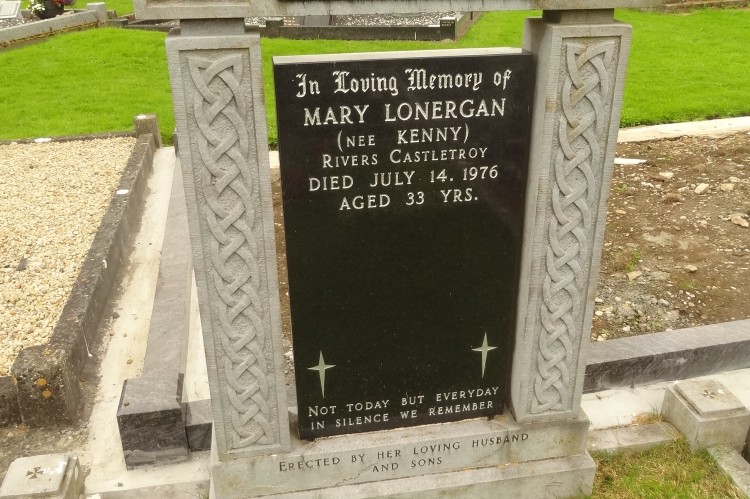 In Loving Memory of
MARY LONERGAN
(NEE KENNY)
RIVERS CASTLETROY
DIED JULY 14. 1976
AGED 33 YRS.
NOT TODAY BUT EVERYDAY
IN SILENCE WE REMEMBER
ERECTED BY HER LOVING HUSBAND
AND SONS